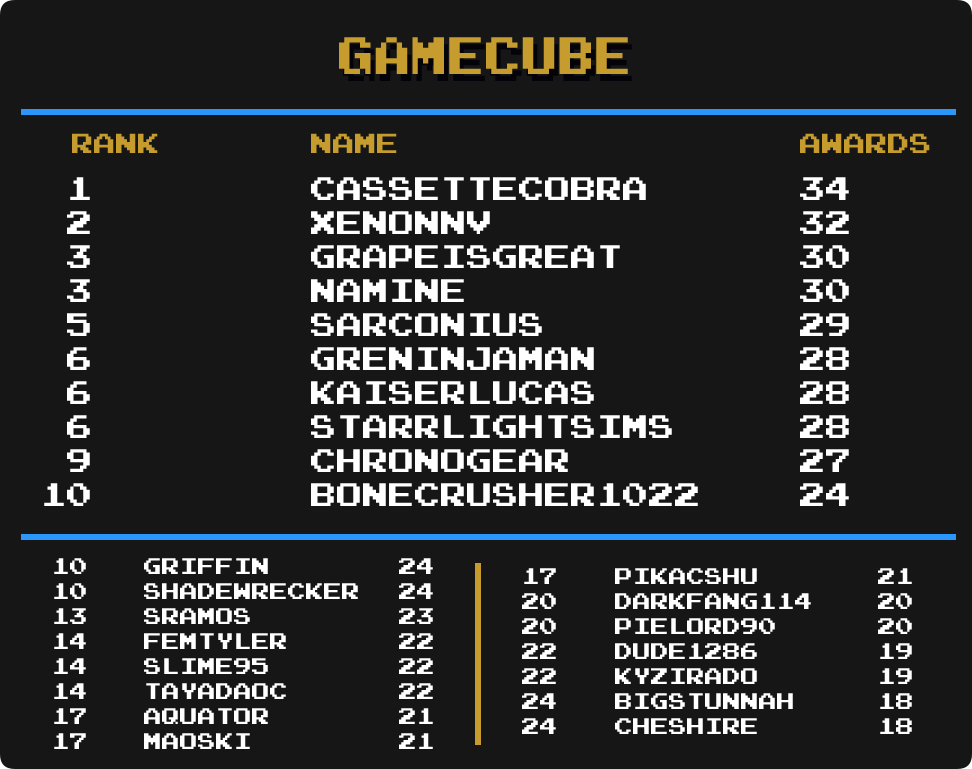 GAMECUBE
RANK NAME AWARDS
1 CASSETTECOBRA 34
2 XENONNV 32
3 GRAPEISGREAT 30
3 NAMINE 30
5 SARCONIUS 29
6 GRENINJAMAN 28
6 KAISERLUCAS 28
6 STARRLIGHTSIMS 28
9 CHRONOGEAR 27
10 BONECRUSHER1022 24
10 GRIFFIN 24
10 SHADEWRECKER 24
13 SRAMOS 23
14 FEMTYLER 22
14 SLIME95 22
14 TAYADAOC 22
17 AQUATOR 21
17 MAOSKI 21
17 PIKACSHU 21
20 DARKFANG114 20
20 PIELORD90 20
22 DUDE1286 19
22 KYZIRADO 19
24 BIGSTUNNAH 18
24 CHESHIRE 18